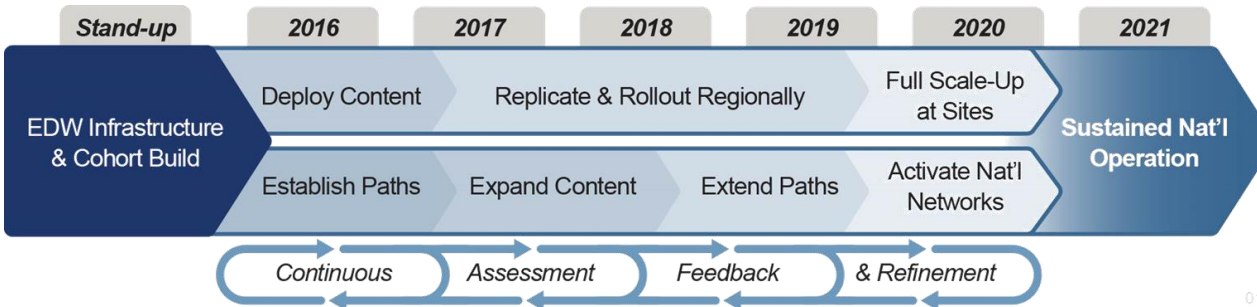 Stand-up 2016 2017 2018 2019 2020 2021
Deploy Content
Replicate & Rollout Regionally
Full Scale-Up
at Sites
EDW Infrastructure
& Cohort Build
Sustained Nat'l
Operation
Establish Paths
Expand Content
Extend Paths
Activate Nat'l
Networks
Continuous Assessment Feedback & Refinement